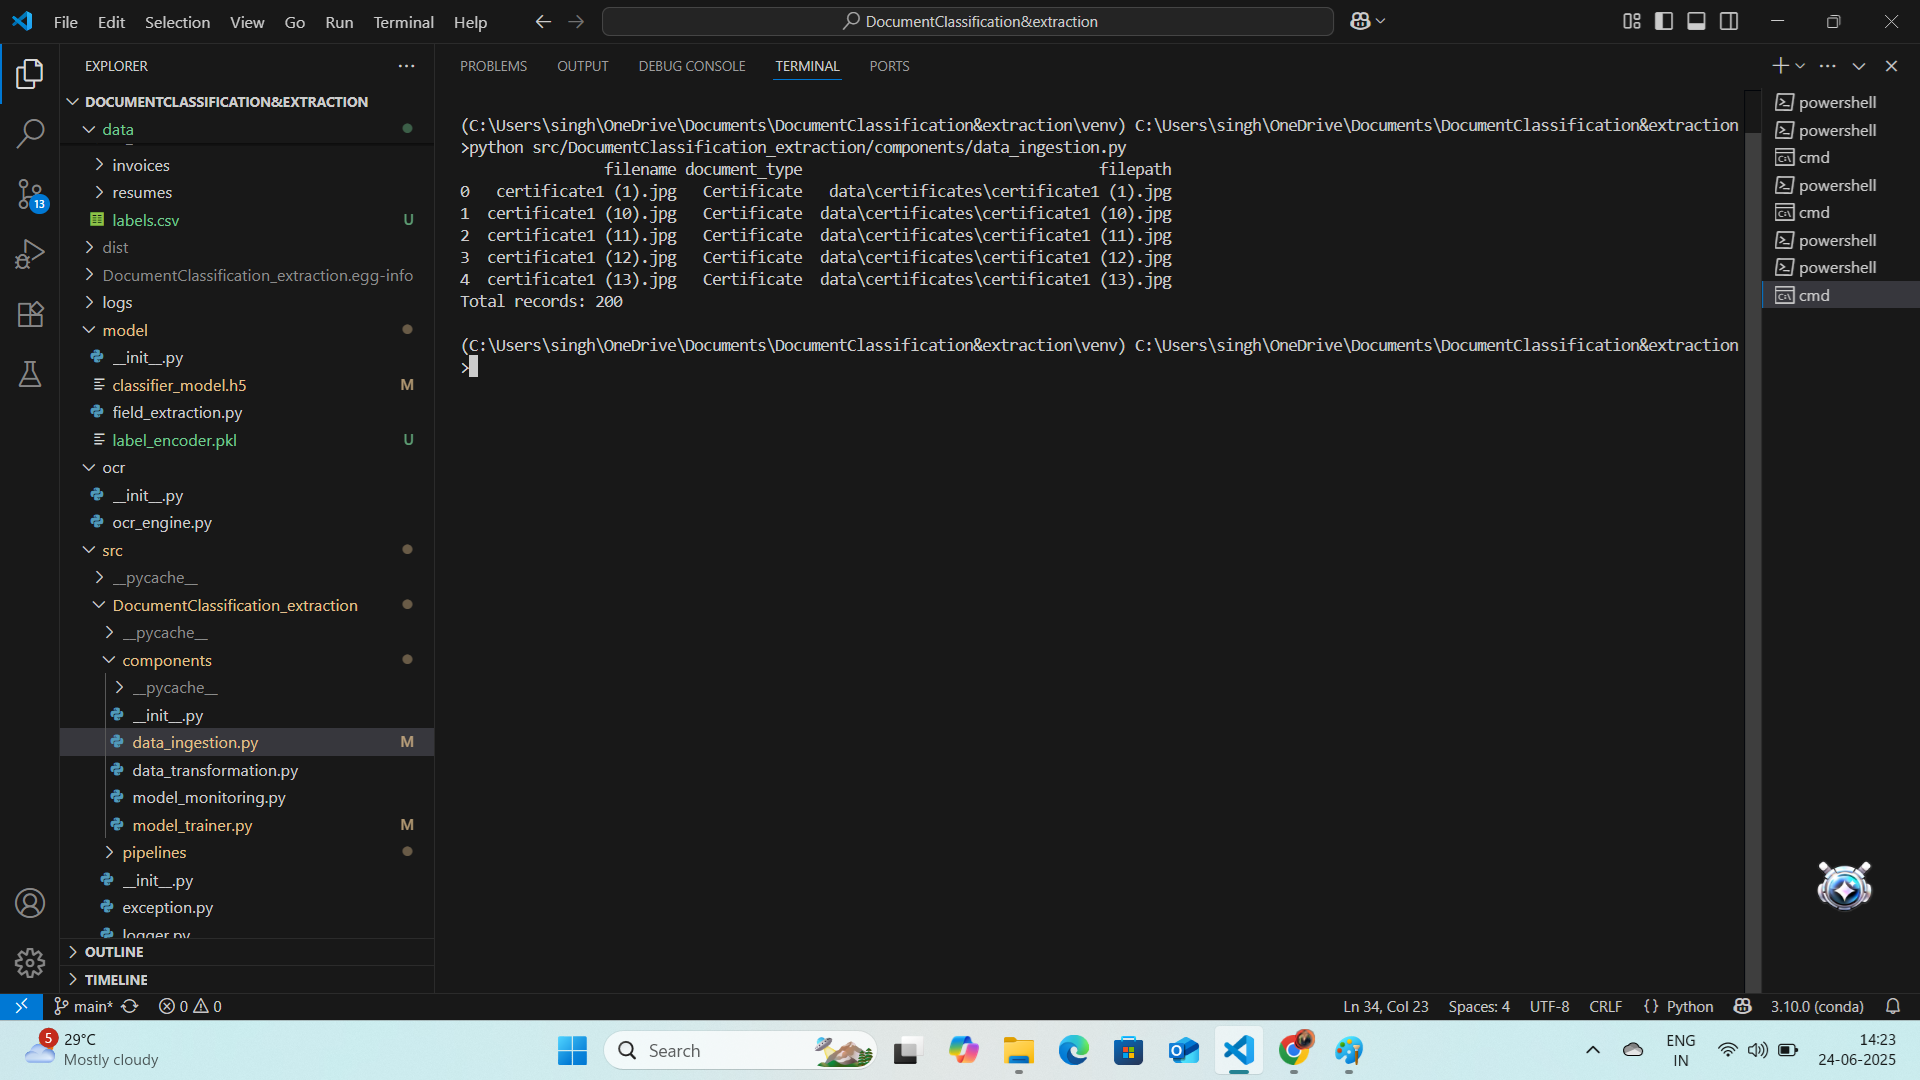 File Edit Selection View Go Run Terminal Help
DocumentClassification&extraction
EXPLORER
DOCUMENTCLASSIFICATION&EXTRACTION
data
invoices
resumes
labels.csv U
dist
DocumentClassification_extraction.egg-info
logs
model
__init__.py
classifier_model.h5 M
field_extraction.py
label_encoder.pkl U
ocr
__init__.py
ocr_engine.py
src
__pycache__
DocumentClassification_extraction
__pycache__
components
__pycache__
__init__.py
data_ingestion.py M
data_transformation.py
model_monitoring.py
model_trainer.py M
pipelines
__init__.py
exception.py
logger.py
OUTLINE
TIMELINE
13
PROBLEMS OUTPUT DEBUG CONSOLE TERMINAL PORTS
(C:\Users\singh\OneDrive\Documents\DocumentClassification&extraction\venv) C:\Users\singh\OneDrive\Documents\DocumentClassification&extraction
>python src/DocumentClassification_extraction/components/data_ingestion.py
filename document_type filepath
0 certificate1 (1).jpg Certificate data\certificates\certificate1 (1).jpg
1 certificate1 (10).jpg Certificate data\certificates\certificate1 (10).jpg
2 certificate1 (11).jpg Certificate data\certificates\certificate1 (11).jpg
3 certificate1 (12).jpg Certificate data\certificates\certificate1 (12).jpg
4 certificate1 (13).jpg Certificate data\certificates\certificate1 (13).jpg
Total records: 200
(C:\Users\singh\OneDrive\Documents\DocumentClassification&extraction\venv) C:\Users\singh\OneDrive\Documents\DocumentClassification&extraction
>
powershell
powershell
cmd
powershell
cmd
powershell
powershell
cmd
main* 0 0 Ln 34, Col 23 Spaces: 4 UTF-8 CRLF {} Python 3.10.0 (conda)
5
29°C
Mostly cloudy
Search
ENG
IN
14:23
24-06-2025